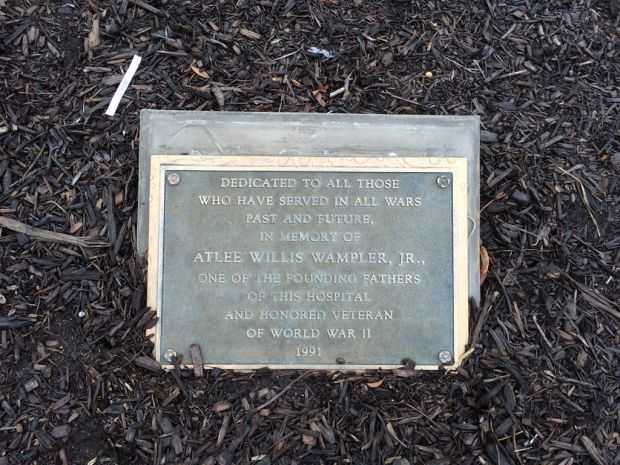 DEDICATED TO ALL THOSE
WHO HAVE SERVED IN ALL WARS
PAST AND FUTURE,
IN MEMORY OF
ATLEE WILLIS WAMPLER, JR.,
ONE OF THE FOUNDING FATHERS
OF THIS HOSPITAL
AND HONORED VETERAN
OF WORLD WAR II
1991